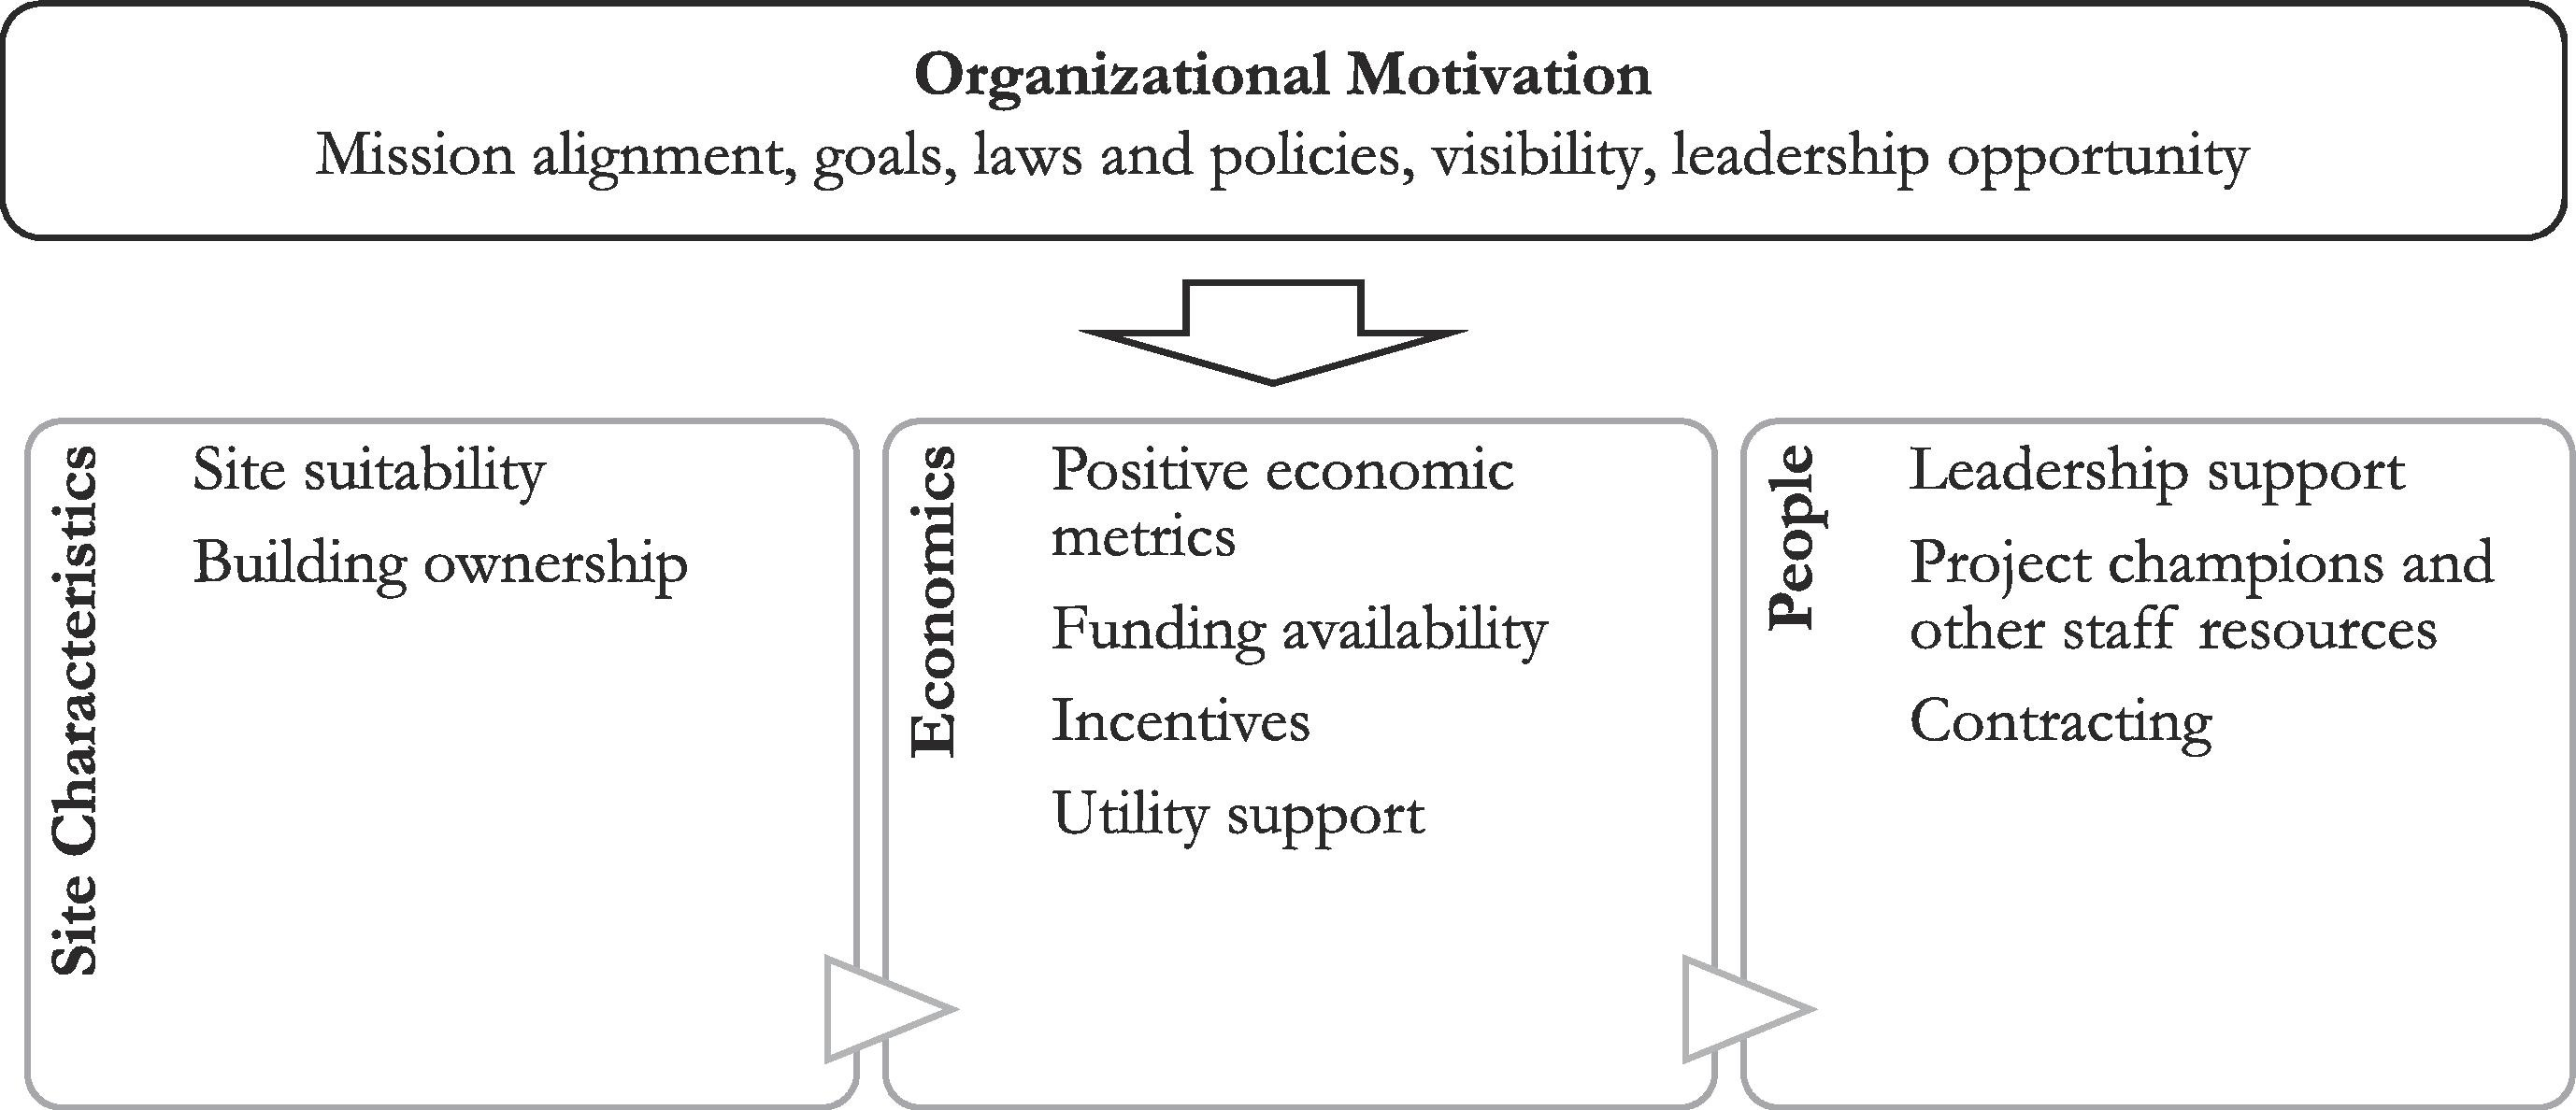 Organizational Motivation
Mission alignment, goals, laws and policies, visibility, leadership opportunity
Site Characteristics
Site suitability
Building ownership
Economics
Positive economic
metrics
Funding availability
Incentives
Utility support
People
Leadership support
Project champions and
other staff resources
Contracting